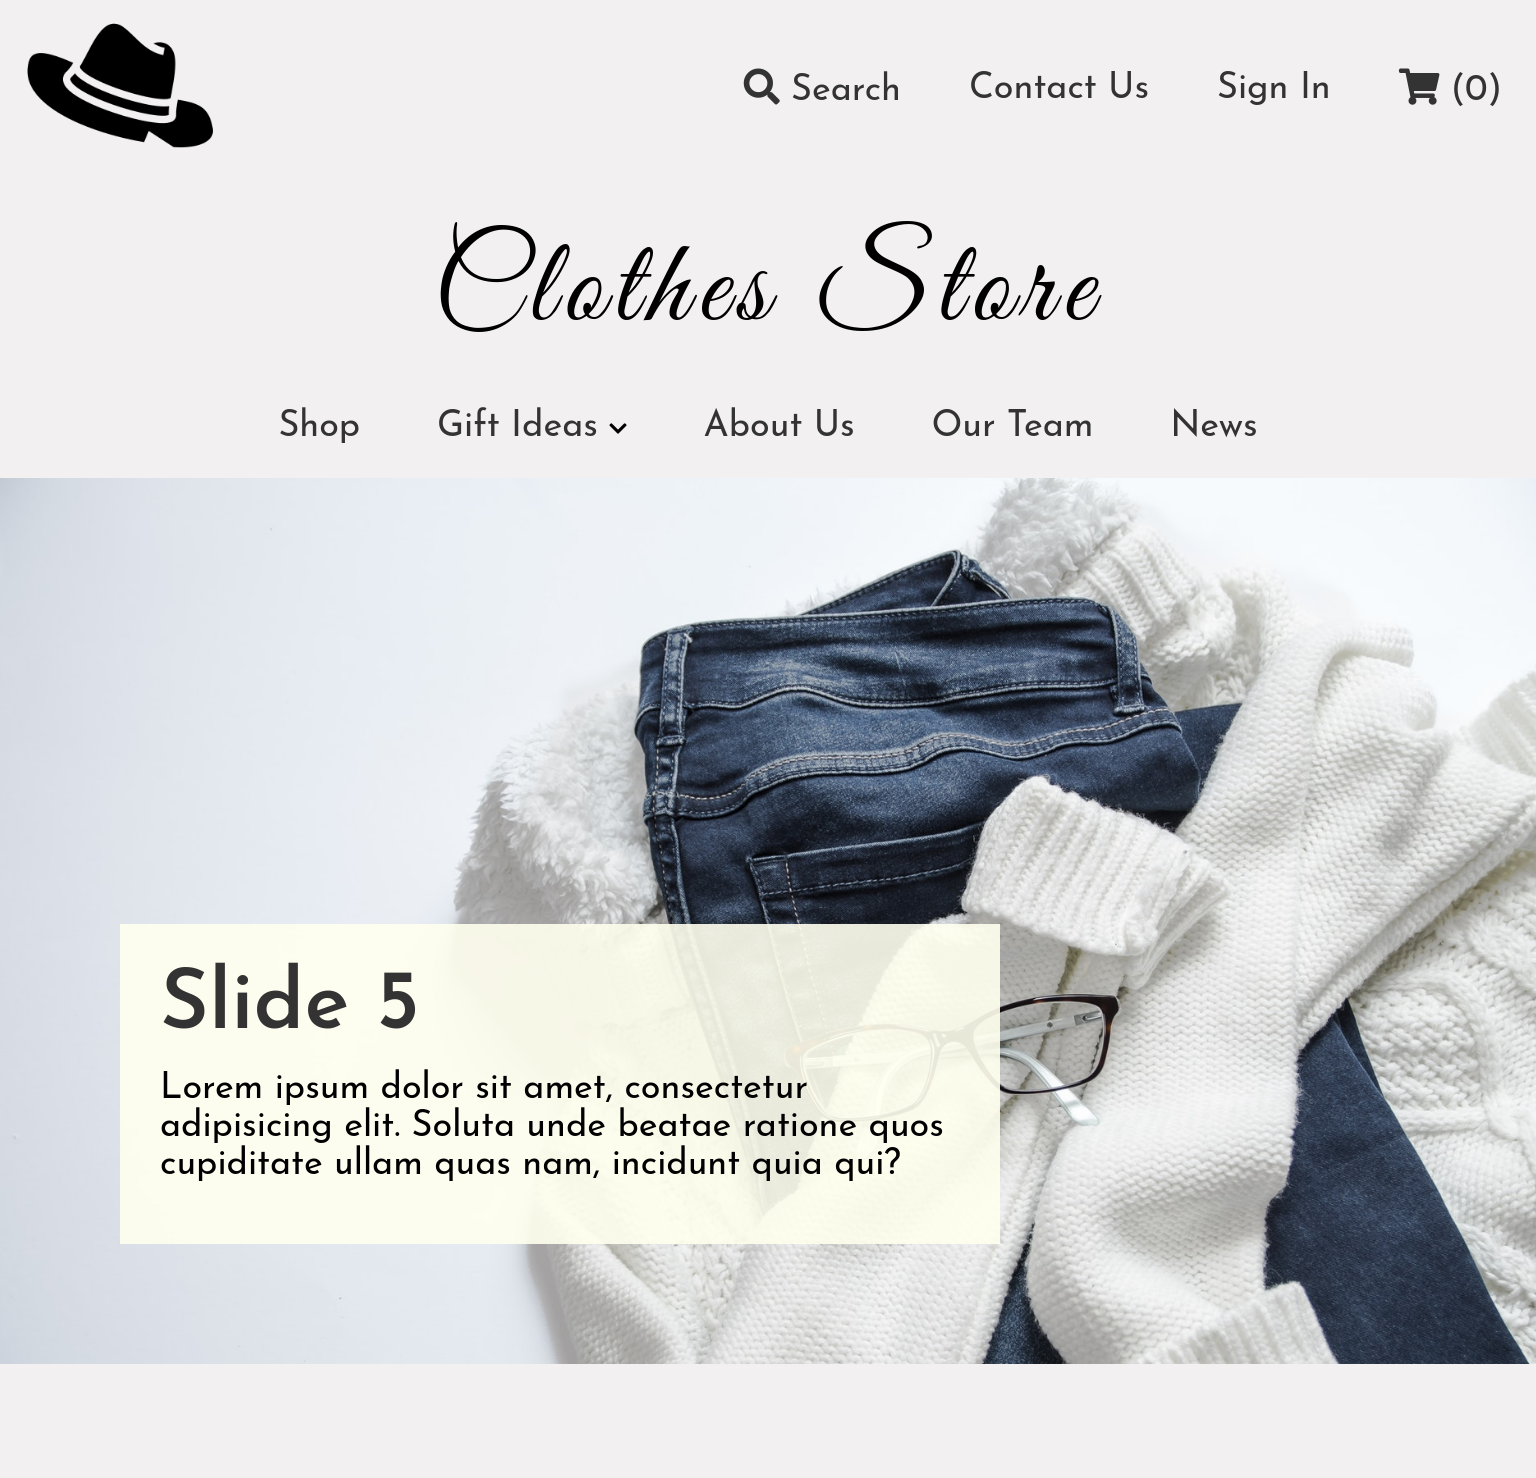 Search
Contact Us
Sign In
(0)
Clothes Store
Shop
Gift Ideas
About Us
Our Team
News
Slide 5
Lorem ipsum dolor sit amet, consectetur
adipisicing elit. Soluta unde beatae ratione quos
cupiditate ullam quas nam, incidunt quia qui?